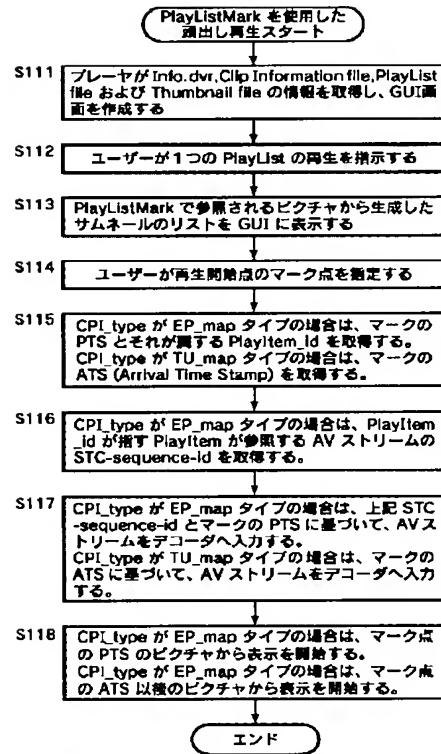 PlayListMark を使用した
頭出し再生スタート
S111
プレーヤが Info.dvr,Clip Information file,PlayList
file および Thumbnail file の情報を取得し、GUI画
面を作成する
S112
ユーザーが1つの PlayList の再生を指示する
S113
PlayListMark で参照されるピクチャから生成した
サムネールのリストを GUI に表示する
S114
ユーザーが再生開始点のマーク点を指定する
S115
CPI_type が EP_map タイプの場合は、マークの
PTS とそれが属する PlayItem_id を取得する。
CPI_type が TU_map タイプの場合は、マークの
ATS (Arrival Time Stamp) を取得する。
S116
CPI_type が EP_map タイプの場合は、PlayItem
_id が指す PlayItem が参照する AV ストリームの
STC-sequence-id を取得する。
S117
CPI_type が EP_map タイプの場合は、上記 STC
-sequence-id とマークの PTS に基づいて、AVス
トリームをデコーダへ入力する。
CPI_type が TU_map タイプの場合は、マークの
ATS に基づいて、AV ストリームをデコーダへ入力
する。
S118
CPI_type が EP_map タイプの場合は、マーク点
の PTS のピクチャから表示を開始する。
CPI_type が EP_map タイプの場合は、マーク点
の ATS 以後のピクチャから表示を開始する。
エンド